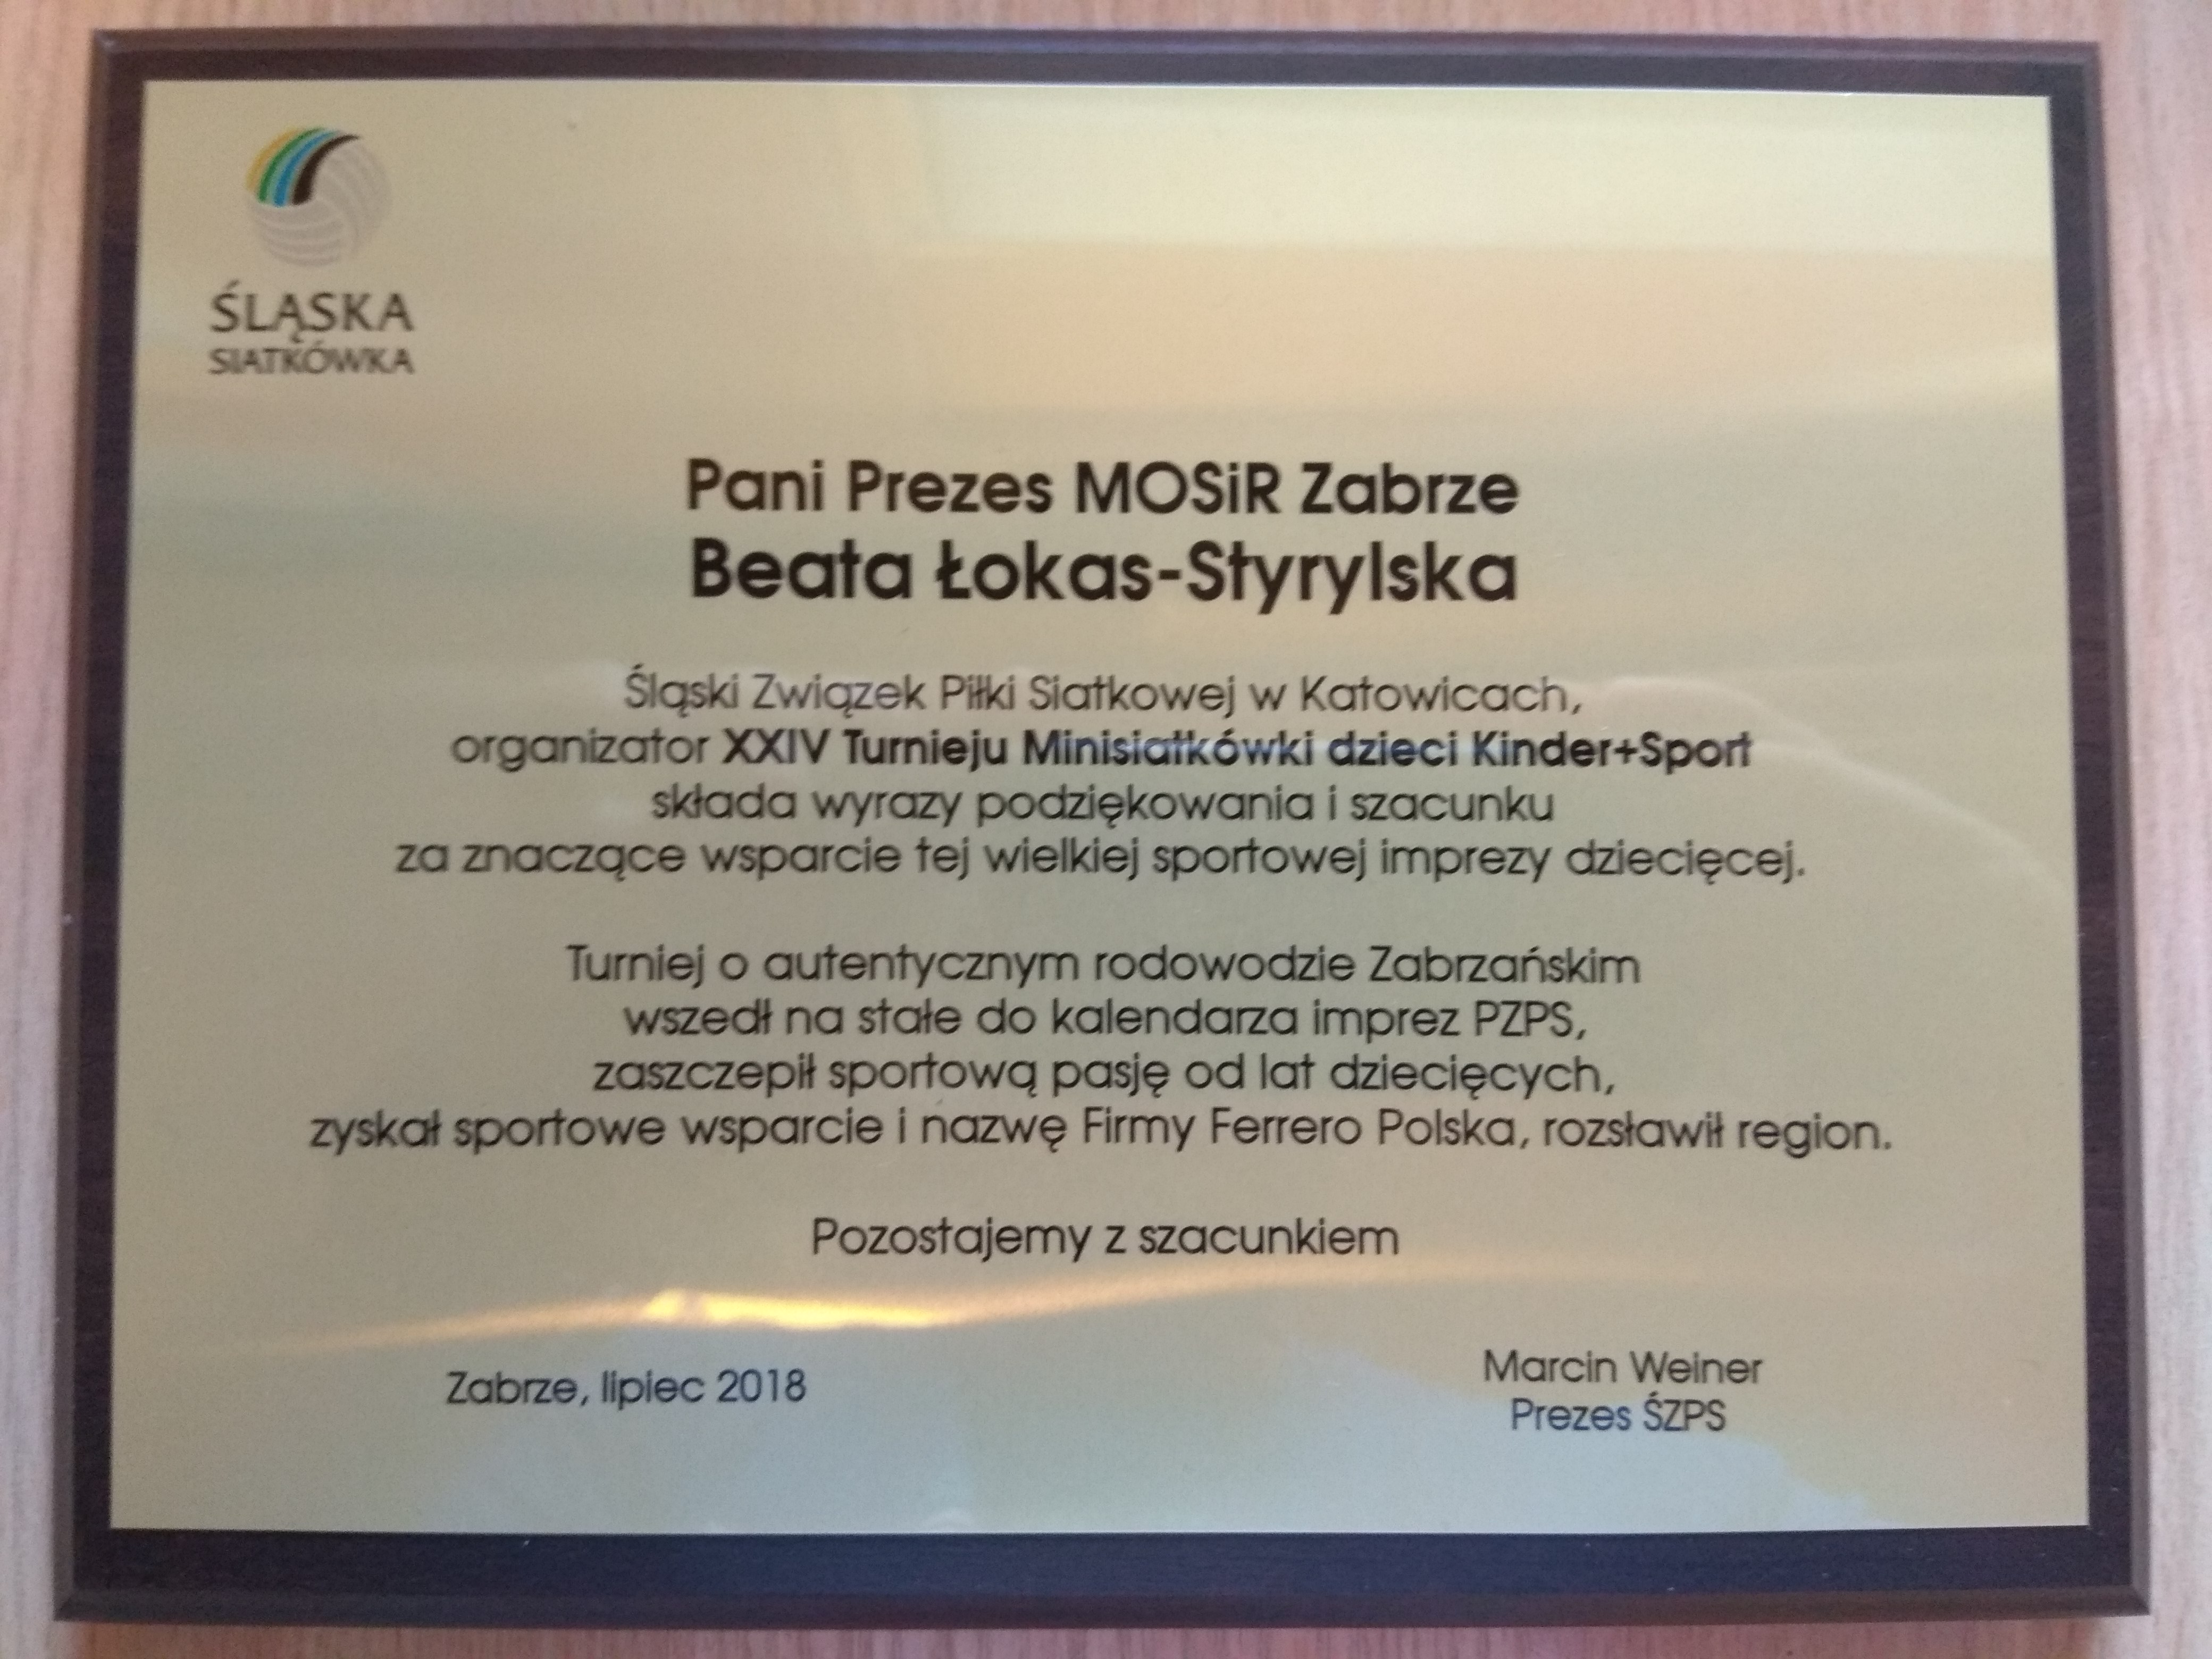 ŚLĄSKA
SIATKÓWKA
Pani Prezes MOSiR Zabrze
Beata Łokas-Styrylska
Śląski Związek Piłki Siatkowej w Katowicach,
organizator XXIV Turnieju Minisiatkówki dzieci Kinder+Sport
składa wyrazy podziękowania i szacunku
za znaczące wsparcie tej wielkiej sportowej imprezy dziecięcej.
Turniej o autentycznym rodowodzie Zabrzańskim
wszedł na stałe do kalendarza imprez PZPS,
zaszczepił sportową pasję od lat dziecięcych,
zyskał sportowe wsparcie i nazwę Firmy Ferrero Polska, rozsławił region.
Pozostajemy z szacunkiem
Zabrze, lipiec 2018
Marcin Weiner
Prezes ŚZPS